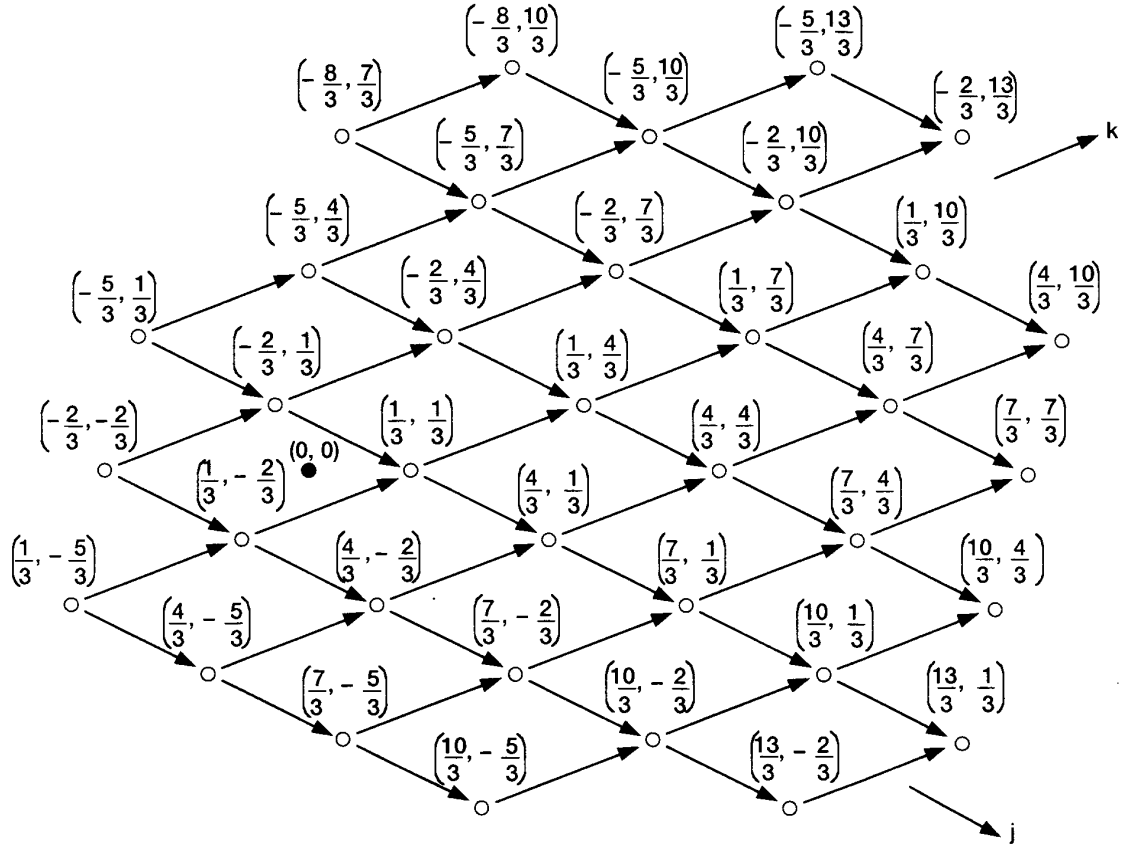 (- 8/3, 10/3)
(- 5/3, 13/3)
(- 8/3, 7/3)
(- 5/3, 10/3)
(- 2/3, 13/3)
k
(- 5/3, 7/3)
(- 2/3, 10/3)
(- 5/3, 4/3)
(- 2/3, 7/3)
(1/3, 10/3)
(- 5/3, 1/3)
(- 2/3, 4/3)
(1/3, 7/3)
(4/3, 10/3)
(- 2/3, 1/3)
(1/3, 4/3)
(4/3, 7/3)
(- 2/3, - 2/3)
(1/3, 1/3)
(4/3, 4/3)
(7/3, 7/3)
(0, 0)
(1/3, - 2/3)
(4/3, 1/3)
(7/3, 4/3)
(1/3, - 5/3)
(4/3, - 2/3)
(7/3, 1/3)
(10/3, 4/3)
(4/3, - 5/3)
(7/3, - 2/3)
(10/3, 1/3)
(7/3, - 5/3)
(10/3, - 2/3)
(13/3, 1/3)
(10/3, - 5/3)
(13/3, - 2/3)
j